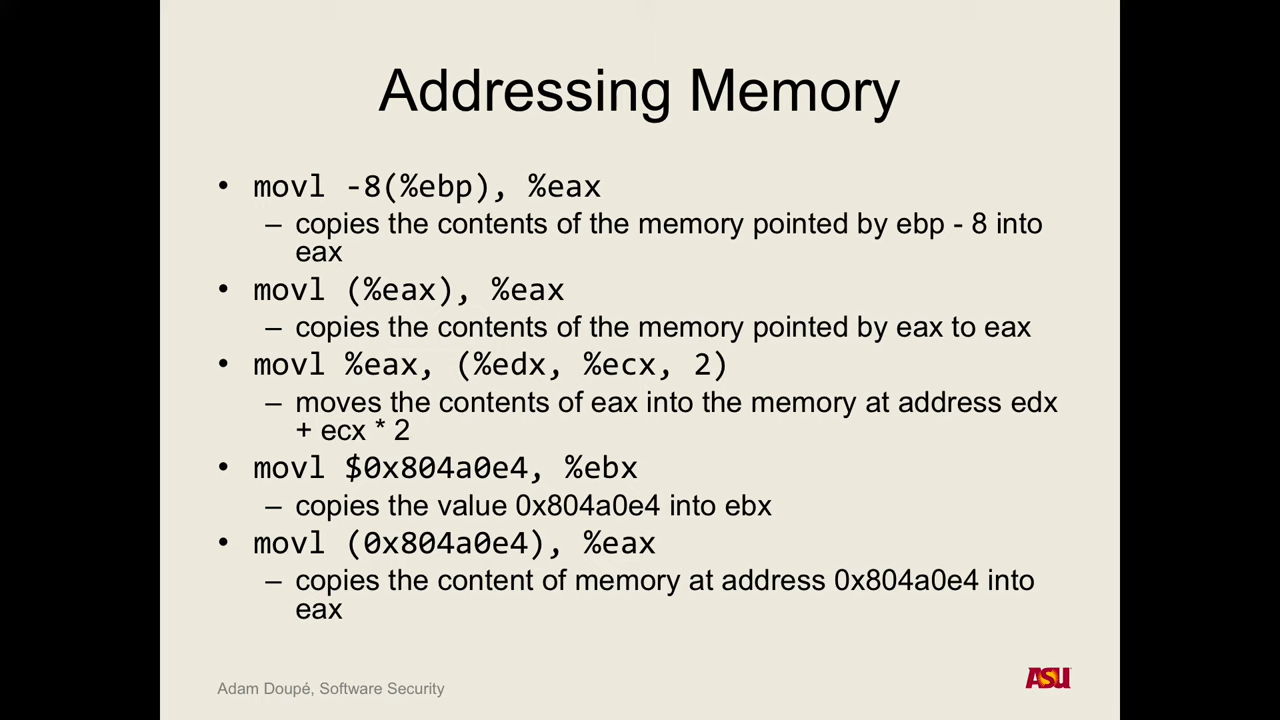 Addressing Memory
• movl -8(%ebp), %eax
– copies the contents of the memory pointed by ebp - 8 into
eax
• movl (%eax), %eax
– copies the contents of the memory pointed by eax to eax
• movl %eax, (%edx, %ecx, 2)
– moves the contents of eax into the memory at address edx
+ ecx * 2
• movl $0x804a0e4, %ebx
– copies the value 0x804a0e4 into ebx
• movl (0x804a0e4), %eax
– copies the content of memory at address 0x804a0e4 into
eax
Adam Doupé, Software Security
ASU